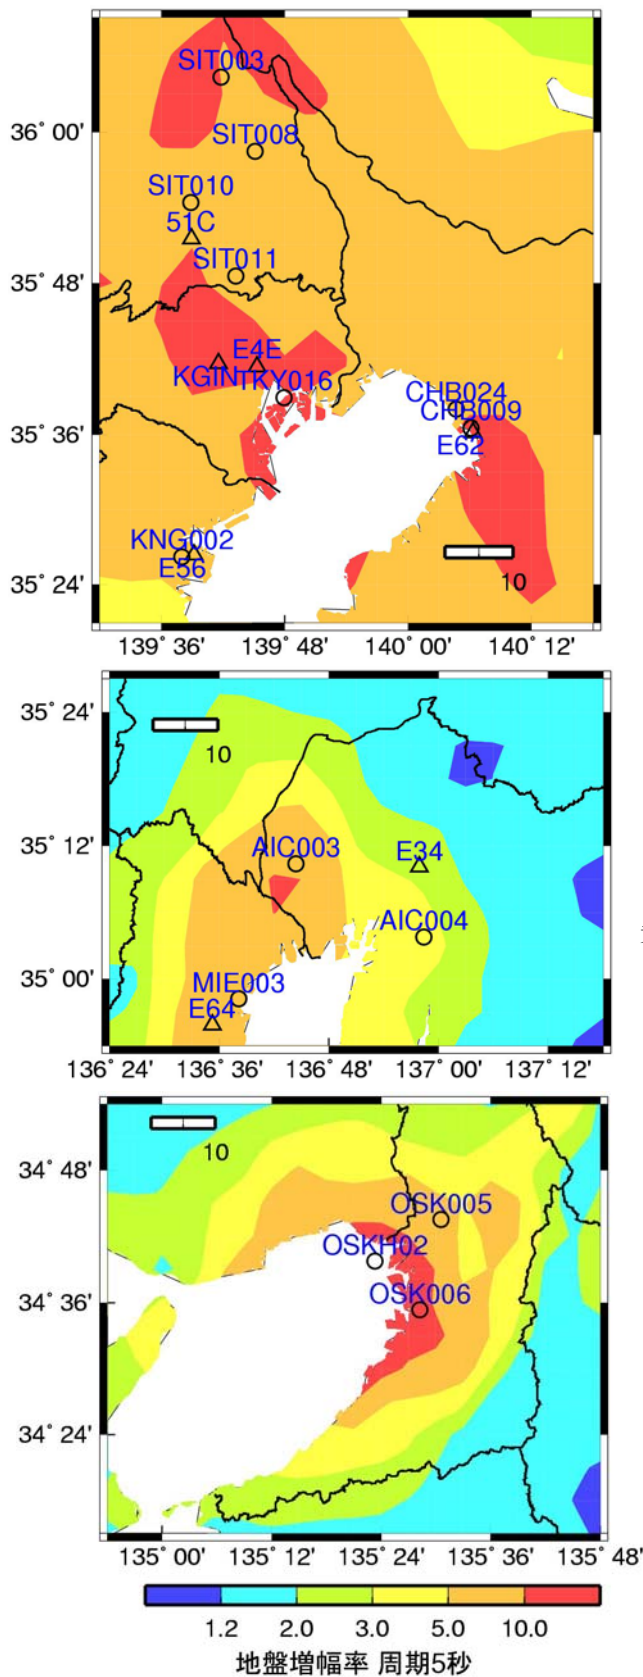 SIT003
36° 00'
SIT008
SIT010
51C
SIT011
35° 48'
E4E
KGIN TKY016
CHB024
CHB009
35° 36'
E62
KNG002
E56
10
35° 24'
139° 36' 139° 48' 140° 00' 140° 12'
35° 24'
10
35° 12'
AIC003
E34
AIC004
35° 00'
MIE003
E64
136° 24' 136° 36' 136° 48' 137° 00' 137° 12'
10
34° 48'
OSK005
OSKH02
34° 36'
OSK006
34° 24'
135° 00' 135° 12' 135° 24' 135° 36' 135° 48'
1.2 2.0 3.0 5.0 10.0
地盤増幅率 周期5秒